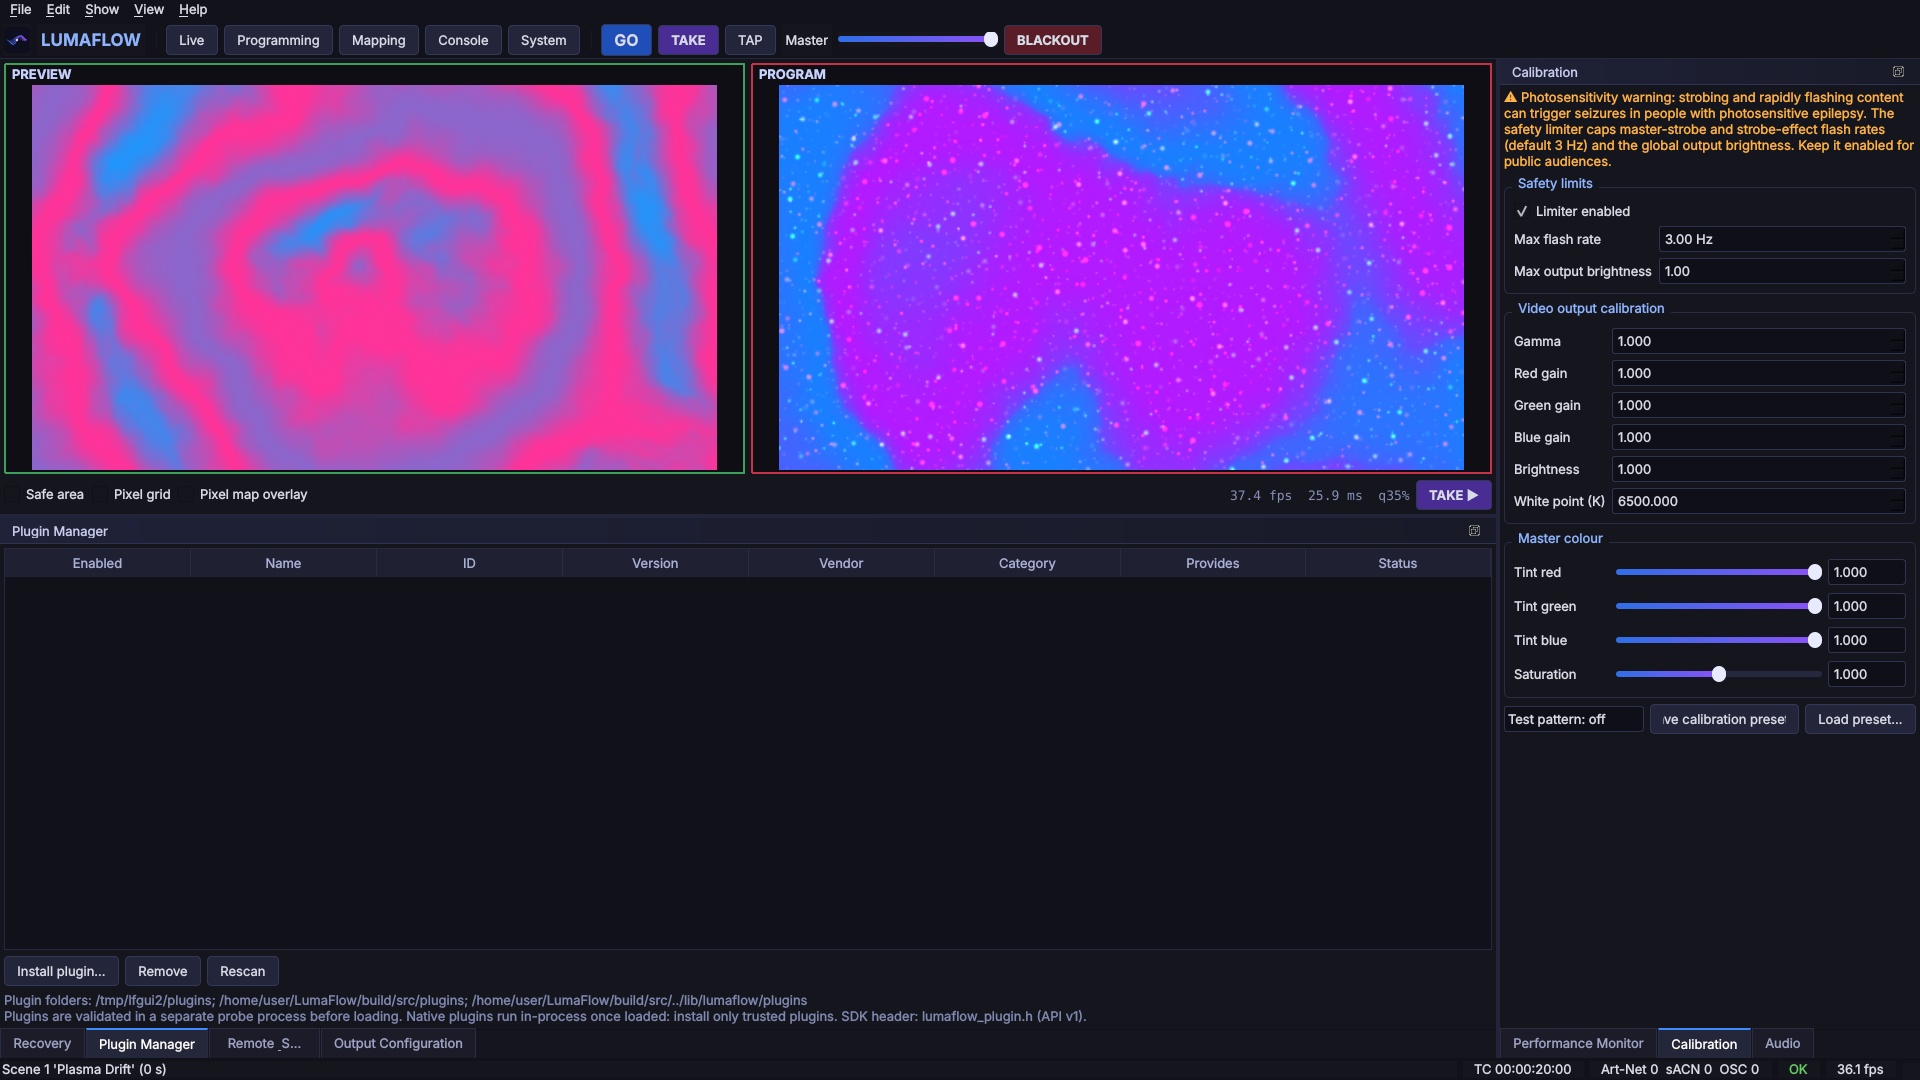 File Edit Show View Help
LUMAFLOW Live Programming Mapping Console System GO TAKE TAP Master BLACKOUT
PREVIEW
PROGRAM
Safe area Pixel grid Pixel map overlay
37.4 fps 25.9 ms q35% TAKE ▶
Plugin Manager
Enabled Name ID Version Vendor Category Provides Status
Install plugin... Remove Rescan
Plugin folders: /tmp/lfgui2/plugins; /home/user/LumaFlow/build/src/plugins; /home/user/LumaFlow/build/src/../lib/lumaflow/plugins
Plugins are validated in a separate probe process before loading. Native plugins run in-process once loaded: install only trusted plugins. SDK header: lumaflow_plugin.h (API v1).
Recovery Plugin Manager Remote _S... Output Configuration
Calibration
⚠ Photosensitivity warning: strobing and rapidly flashing content
can trigger seizures in people with photosensitive epilepsy. The
safety limiter caps master-strobe and strobe-effect flash rates
(default 3 Hz) and the global output brightness. Keep it enabled for
public audiences.
Safety limits
✓ Limiter enabled
Max flash rate 3.00 Hz
Max output brightness 1.00
Video output calibration
Gamma 1.000
Red gain 1.000
Green gain 1.000
Blue gain 1.000
Brightness 1.000
White point (K) 6500.000
Master colour
Tint red 1.000
Tint green 1.000
Tint blue 1.000
Saturation 1.000
Test pattern: off ve calibration prese Load preset...
Performance Monitor Calibration Audio
Scene 1 'Plasma Drift' (0 s)
TC 00:00:20:00 Art-Net 0 sACN 0 OSC 0 OK 36.1 fps